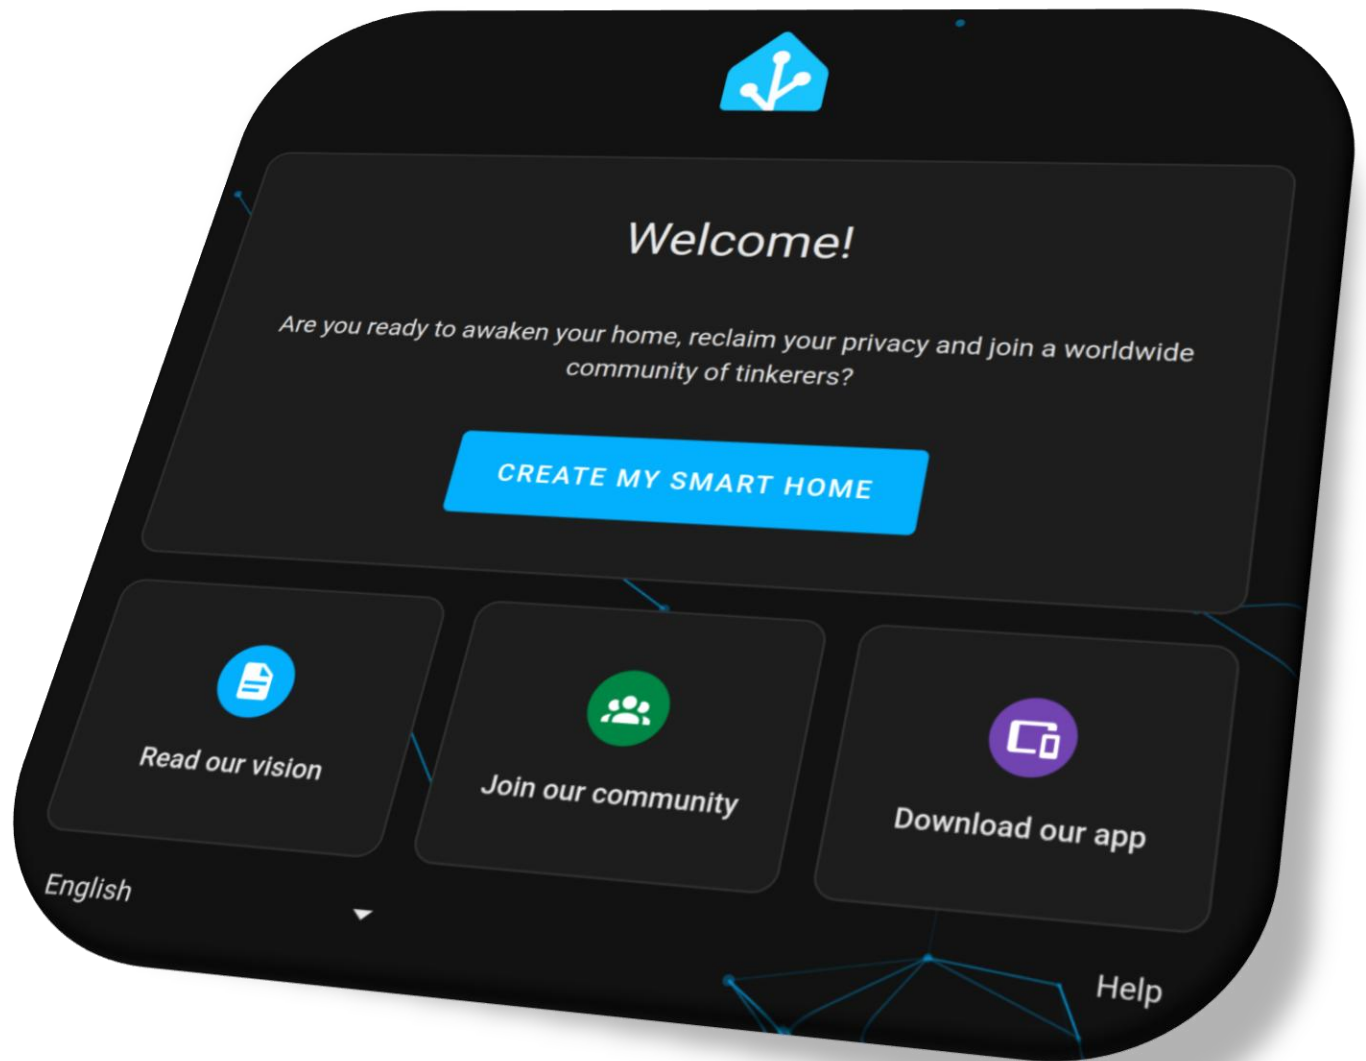 Welcome!
Are you ready to awaken your home, reclaim your privacy and join a worldwide
community of tinkerers?
CREATE MY SMART HOME
Read our vision
Join our community
Download our app
English
Help